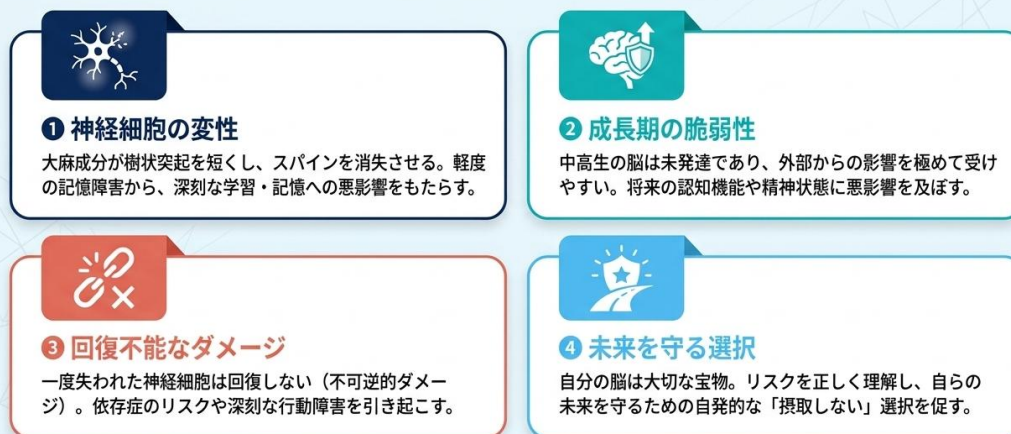 ❶ 神経細胞の変性
大麻成分が樹状突起を短くし、スパインを消失させる。軽度
の記憶障害から、深刻な学習・記憶への悪影響をもたらす。
❷ 成長期の脆弱性
中高生の脳は未発達であり、外部からの影響を極めて受け
やすい。将来の認知機能や精神状態に悪影響を及ぼす。
❸ 回復不能なダメージ
一度失われた神経細胞は回復しない（不可逆的ダメー
ジ）。依存症のリスクや深刻な行動障害を引き起こす。
❹ 未来を守る選択
自分の脳は大切な宝物。リスクを正しく理解し、自らの
未来を守るための自発的な「摂取しない」選択を促す。